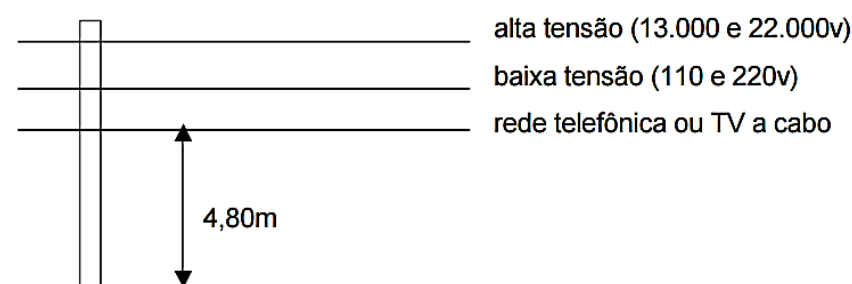 alta tensão (13.000 e 22.000v)
baixa tensão (110 e 220v)
rede telefônica ou TV a cabo
4,80m